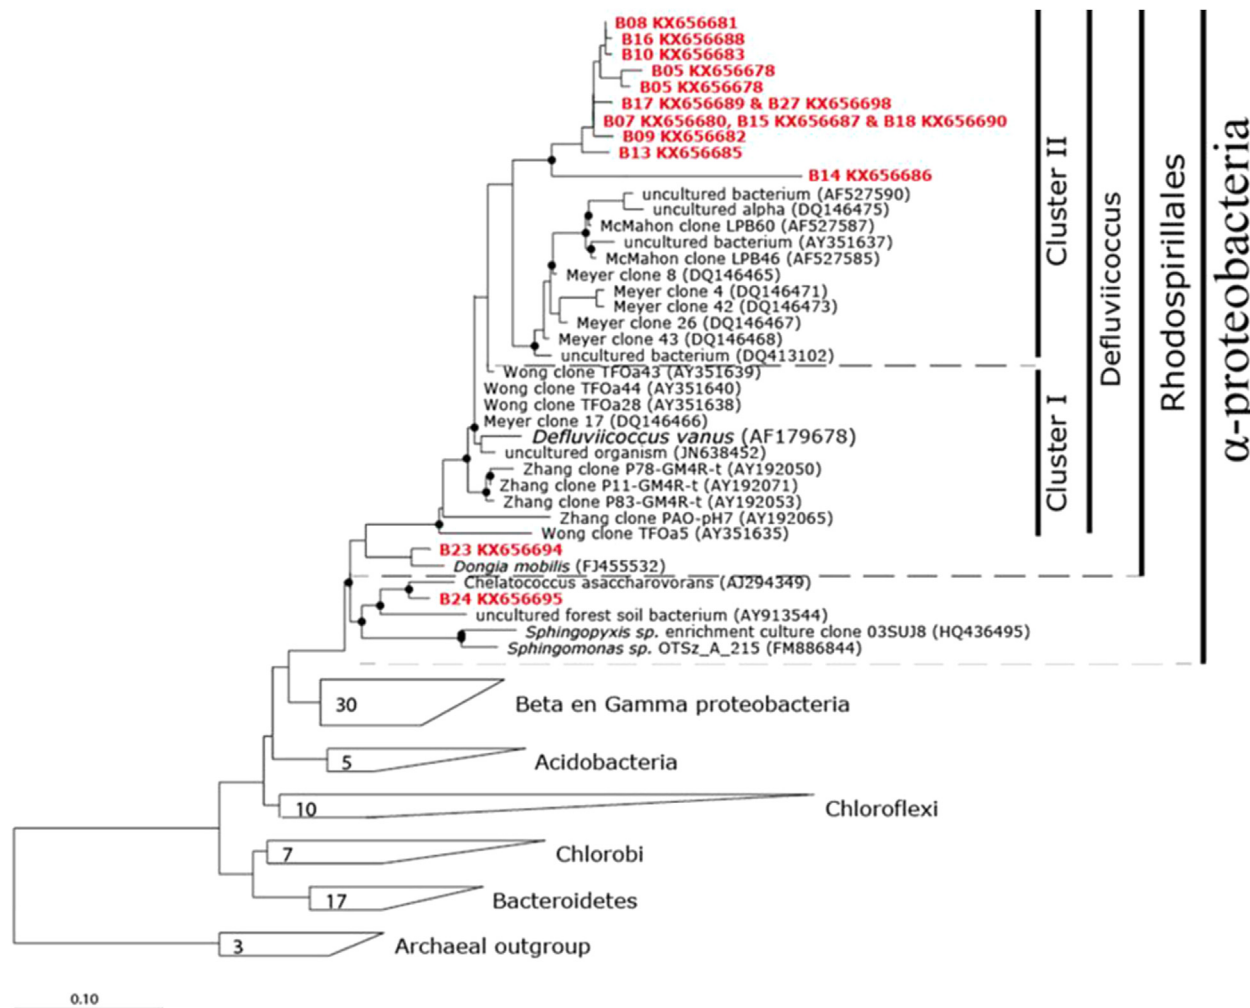 B08 KX656681
B16 KX656688
B10 KX656683
B05 KX656678
B05 KX656678
B17 KX656689 & B27 KX656698
B07 KX656680, B15 KX656687 & B18 KX656690
B09 KX656682
B13 KX656685
B14 KX656686
uncultured bacterium (AF527590)
uncultured alpha (DQ146475)
McMahon clone LPB60 (AF527587)
uncultured bacterium (AY351637)
McMahon clone LPB46 (AF527585)
Meyer clone 8 (DQ146465)
Meyer clone 4 (DQ146471)
Meyer clone 42 (DQ146473)
Meyer clone 26 (DQ146467)
Meyer clone 43 (DQ146468)
uncultured bacterium (DQ413102)
Wong clone TFOa43 (AY351639)
Wong clone TFOa44 (AY351640)
Wong clone TFOa28 (AY351638)
Meyer clone 17 (DQ146466)
Defluviicoccus vanus (AF179678)
uncultured organism (JN638452)
Zhang clone P78-GM4R-t (AY192050)
Zhang clone P11-GM4R-t (AY192071)
Zhang clone P83-GM4R-t (AY192053)
Zhang clone PAO-pH7 (AY192065)
Wong clone TFOa5 (AY351635)
B23 KX656694
Dongia mobilis (FJ455532)
Chelatococcus asaccharovorans (AJ294349)
B24 KX656695
uncultured forest soil bacterium (AY913544)
Sphingopyxis sp. enrichment culture clone 03SUJ8 (HQ436495)
Sphingomonas sp. OTSz_A_215 (FM886844)
Cluster II
Cluster I
Defluviicoccus
Rhodospirillales
α-proteobacteria
30 Beta en Gamma proteobacteria
5 Acidobacteria
10 Chloroflexi
7 Chlorobi
17 Bacteroidetes
3 Archaeal outgroup
0.10